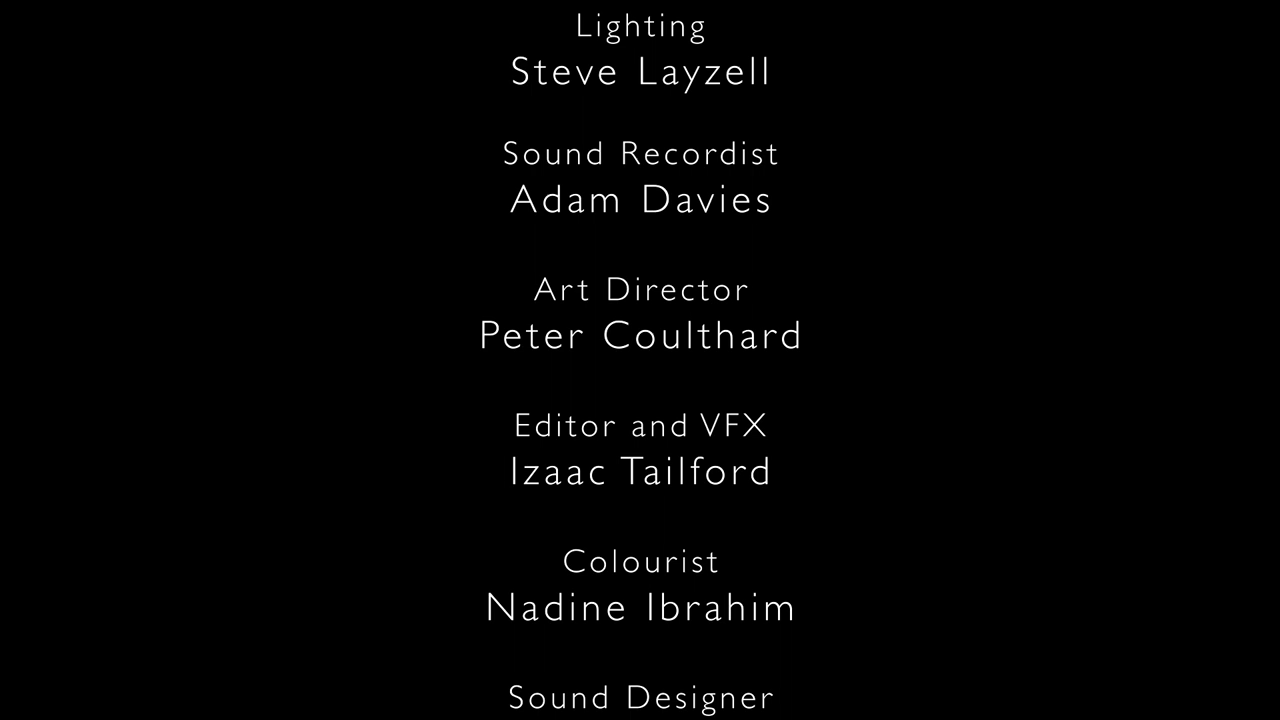 Lighting
Steve Layzell
Sound Recordist
Adam Davies
Art Director
Peter Coulthard
Editor and VFX
Izaac Tailford
Colourist
Nadine Ibrahim
Sound Designer